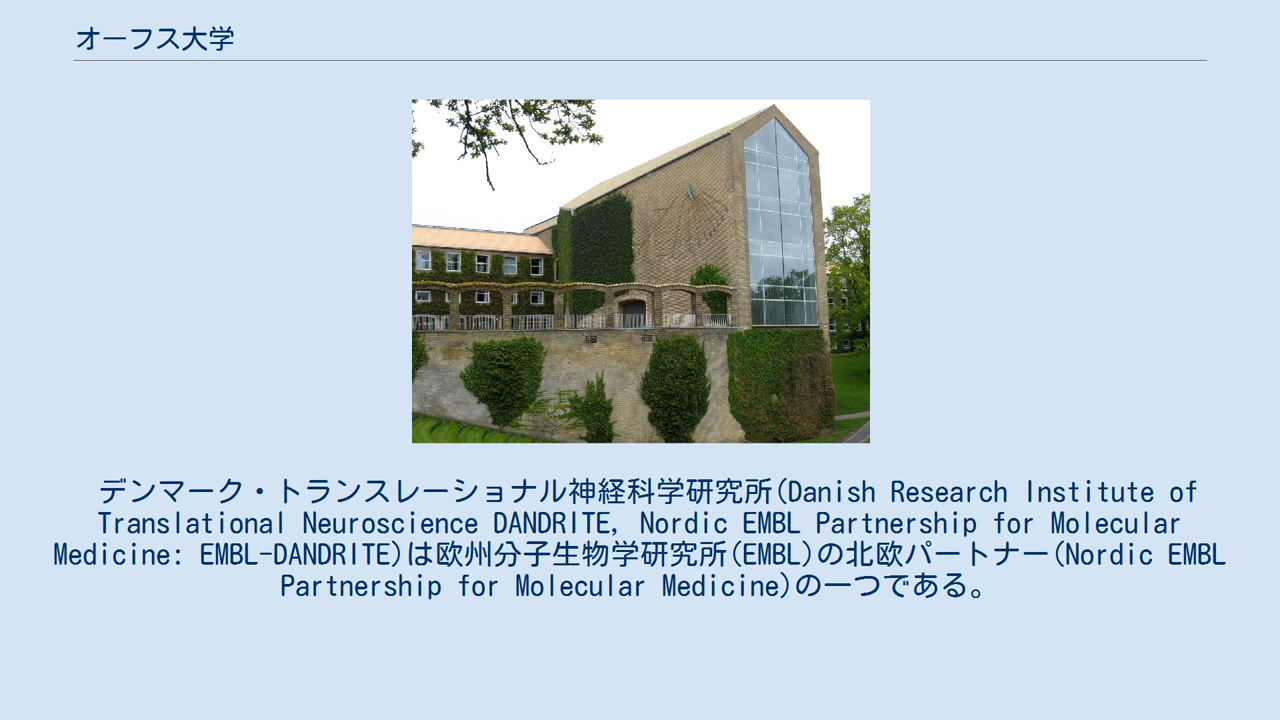 オーフス大学
デンマーク・トランスレーショナル神経科学研究所(Danish Research Institute of
Translational Neuroscience DANDRITE, Nordic EMBL Partnership for Molecular
Medicine: EMBL-DANDRITE)は欧州分子生物学研究所(EMBL)の北欧パートナー(Nordic EMBL
Partnership for Molecular Medicine)の一つである。